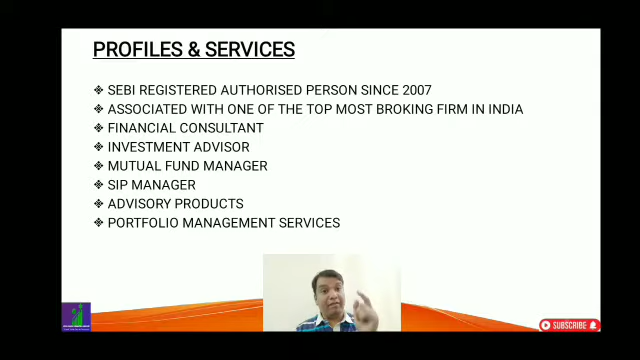 PROFILES & SERVICES
❖ SEBI REGISTERED AUTHORISED PERSON SINCE 2007
❖ ASSOCIATED WITH ONE OF THE TOP MOST BROKING FIRM IN INDIA
❖ FINANCIAL CONSULTANT
❖ INVESTMENT ADVISOR
❖ MUTUAL FUND MANAGER
❖ SIP MANAGER
❖ ADVISORY PRODUCTS
❖ PORTFOLIO MANAGEMENT SERVICES
SUBSCRIBE